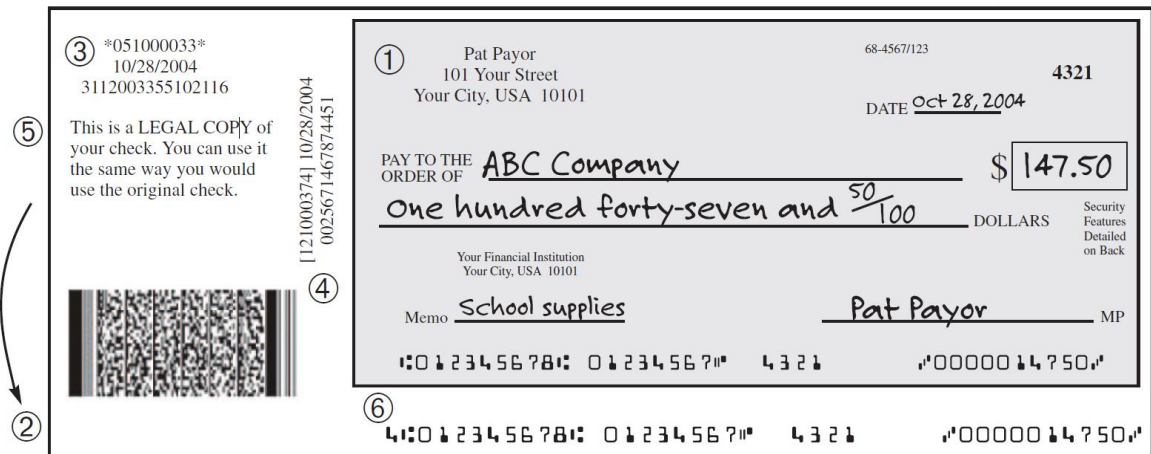 ③ *051000033*
10/28/2004
3112003355102116
⑤ This is a LEGAL COPY of
your check. You can use it
the same way you would
use the original check.
[121000374] 10/28/2004
00256714678744​51
④
②
① Pat Payor
101 Your Street
Your City, USA 10101
68-4567/123
4321
DATE Oct 28, 2004
PAY TO THE
ORDER OF ABC Company $ 147.50
One hundred forty-seven and 50/100 DOLLARS
Security
Features
Detailed
on Back
Your Financial Institution
Your City, USA 10101
Memo School supplies Pat Payor MP
⑆012345678⑆ 01234567⑈ 4321 ⑇0000014750⑇
⑥
4⑆012345678⑆ 01234567⑈ 4321 ⑇0000014750⑇